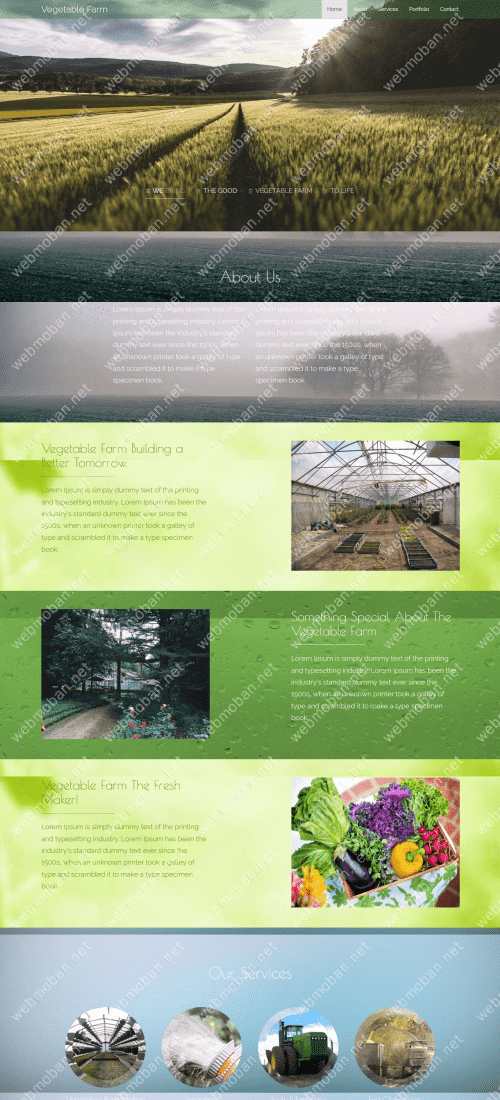 Vegetable Farm
Home About Services Portfolio Contact
:: WE BRING :: THE GOOD :: VEGETABLE FARM :: TO LIFE
About Us
Lorem Ipsum is simply dummy text of the
printing and typesetting industry. Lorem
Ipsum has been the industry's standard
dummy text ever since the 1500s, when
an unknown printer took a galley of type
and scrambled it to make a type
specimen book.
Lorem Ipsum is simply dummy text of the
printing and typesetting industry. Lorem
Ipsum has been the industry's standard
dummy text ever since the 1500s, when
an unknown printer took a galley of type
and scrambled it to make a type
specimen book.
Vegetable Farm Building a
Better Tomorrow.
Lorem Ipsum is simply dummy text of the printing
and typesetting industry. Lorem Ipsum has been the
industry's standard dummy text ever since the
1500s, when an unknown printer took a galley of
type and scrambled it to make a type specimen
book.
Something Special About The
Vegetable Farm
Lorem Ipsum is simply dummy text of the printing
and typesetting industry. Lorem Ipsum has been the
industry's standard dummy text ever since the
1500s, when an unknown printer took a galley of
type and scrambled it to make a type specimen
book.
Vegetable Farm The Fresh
Maker!
Lorem Ipsum is simply dummy text of the printing
and typesetting industry. Lorem Ipsum has been the
industry's standard dummy text ever since the
1500s, when an unknown printer took a galley of
type and scrambled it to make a type specimen
book.
Our Services
webmoban.net